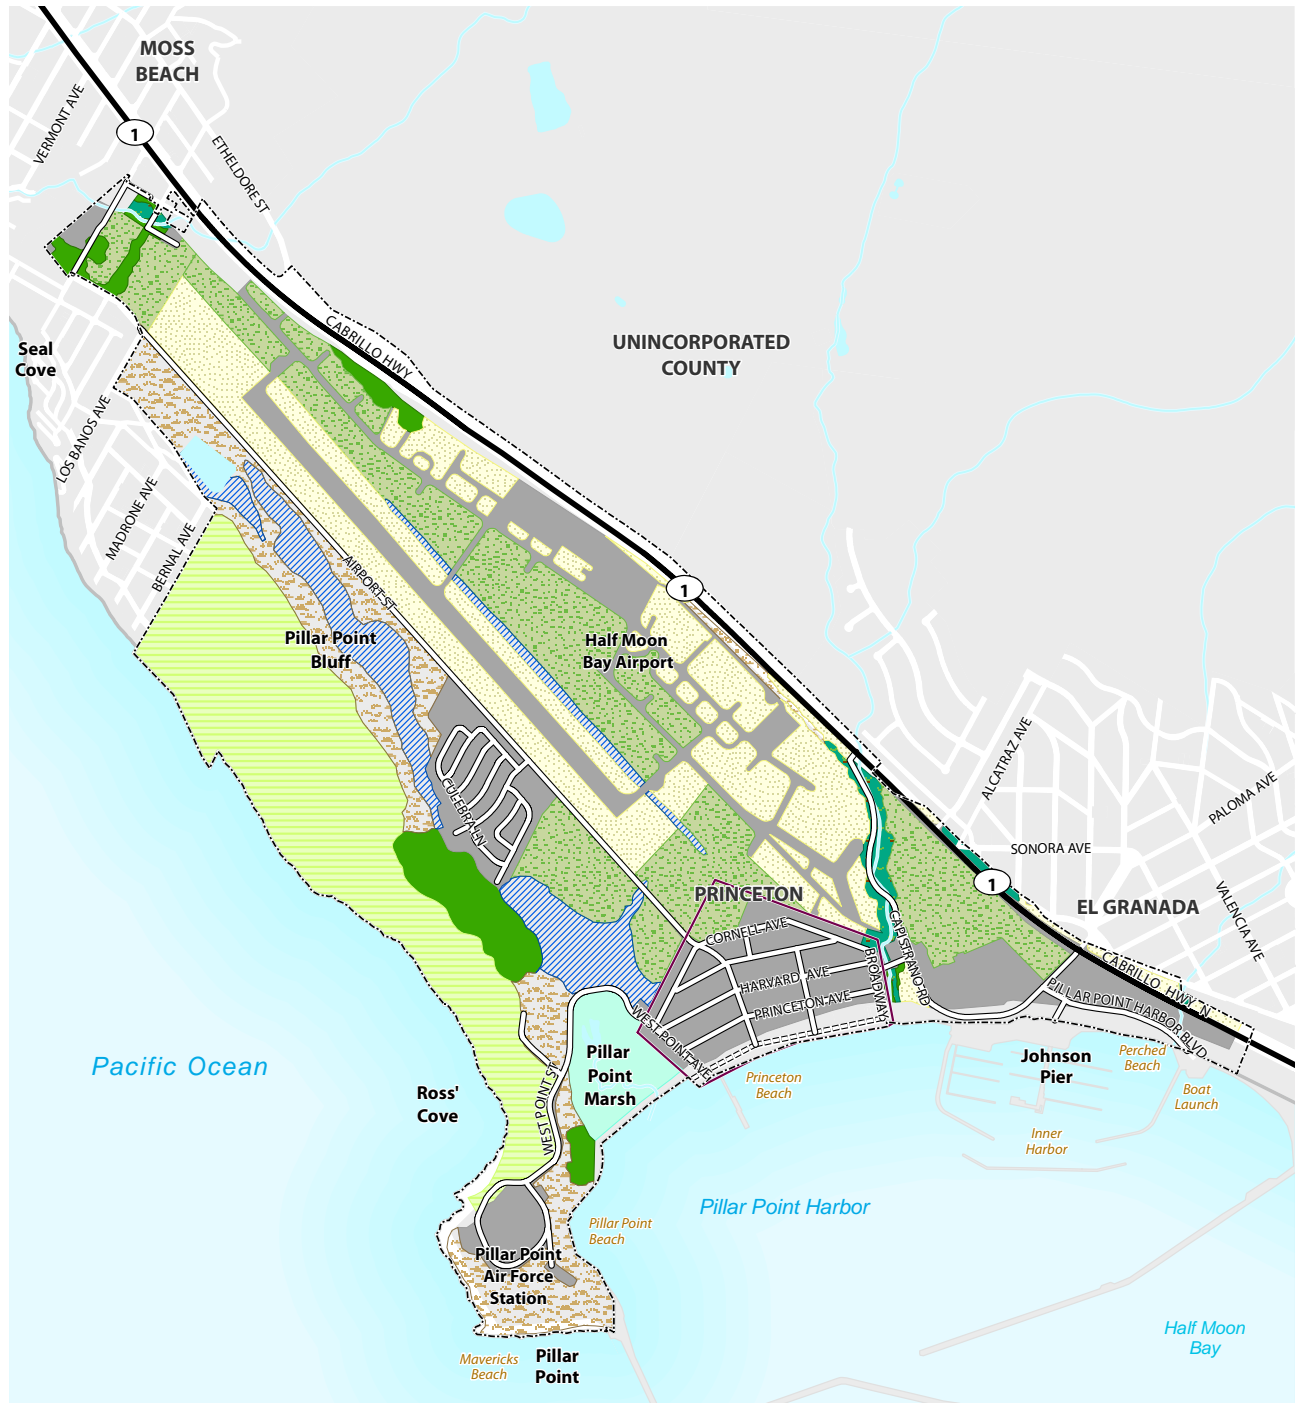 MOSS
BEACH
VERMONT AVE
1
ETHELDORE ST
CABRILLO HWY
Seal
Cove
UNINCORPORATED
COUNTY
LOS BANOS AVE
MADRONE AVE
BERNAL AVE
AIRPORT ST
1
Pillar Point
Bluff
Half Moon
Bay Airport
CULEBRA LN
ALCATRAZ AVE
PALOMA AVE
SONORA AVE
1
VALENCIA AVE
PRINCETON
EL GRANADA
CORNELL AVE
CAPISTRANO RD
BROADWAY
HARVARD AVE
PRINCETON AVE
CABRILLO HWY N
PILLAR POINT HARBOR BLVD
WEST POINT AVE
Pacific Ocean
Pillar
Point
Marsh
WEST POINT ST
Ross'
Cove
Princeton
Beach
Johnson
Pier
Perched
Beach
Boat
Launch
Inner
Harbor
Pillar Point Harbor
Pillar Point
Beach
Pillar Point
Air Force
Station
Half Moon
Bay
Mavericks
Beach
Pillar
Point